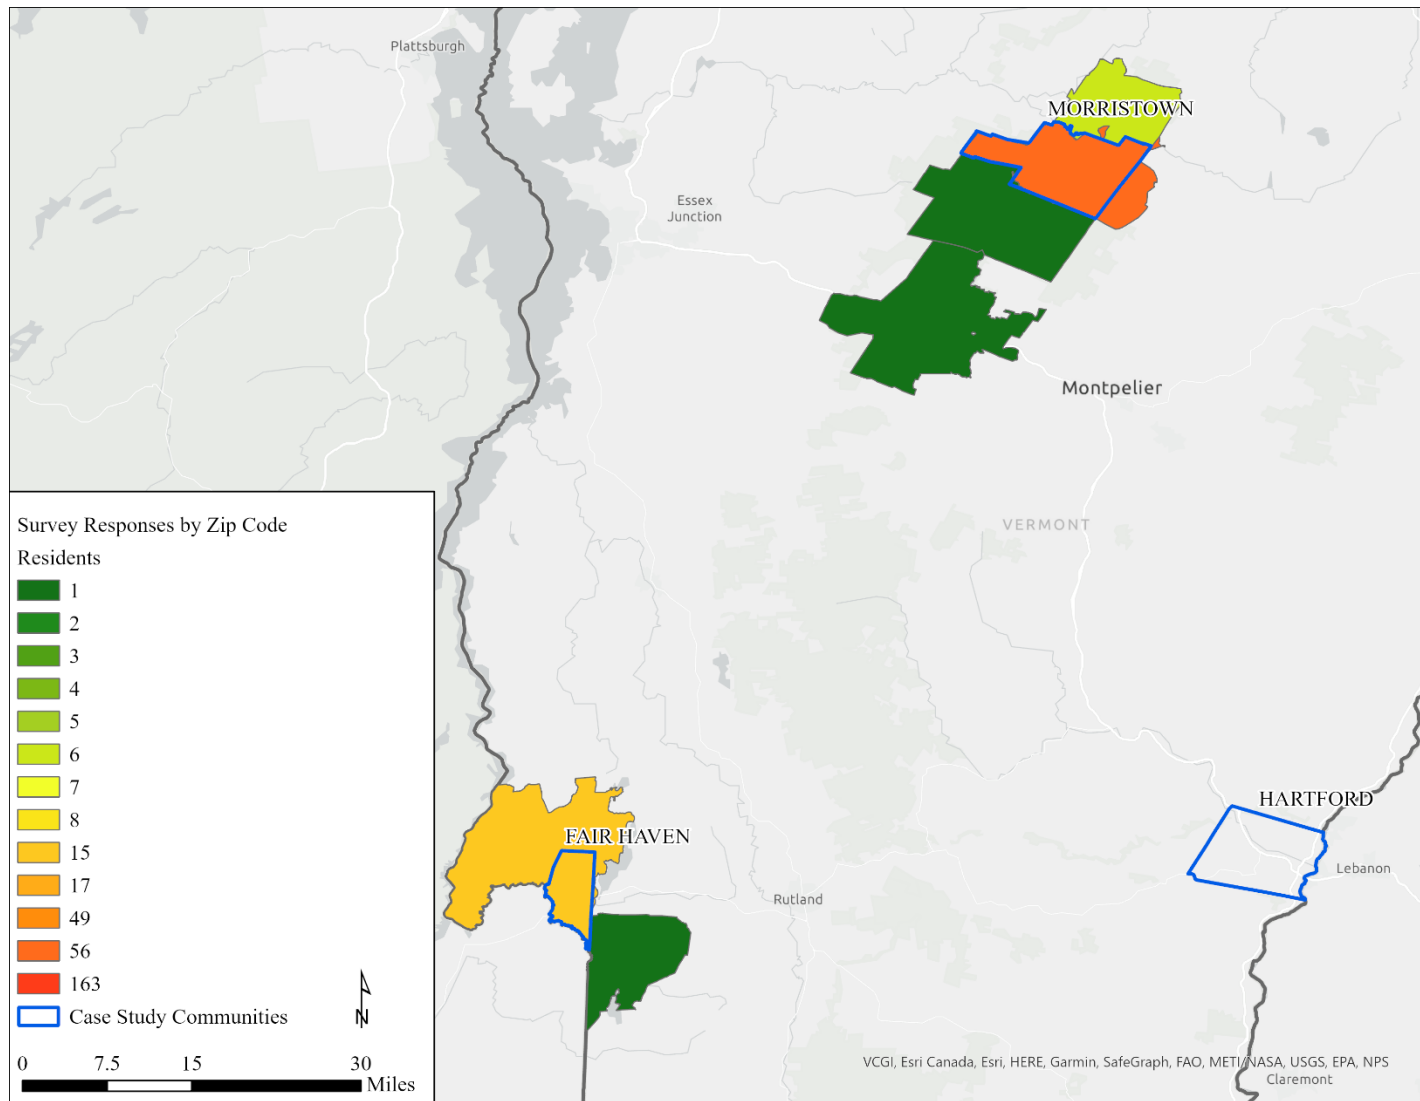 Plattsburgh
MORRISTOWN
Essex
Junction
Montpelier
VERMONT
Survey Responses by Zip Code
Residents
1
2
3
4
5
6
7
8
15
17
49
56
163
Case Study Communities
N
0 7.5 15 30
Miles
HARTFORD
FAIR HAVEN
Lebanon
Rutland
VCGI, Esri Canada, Esri, HERE, Garmin, SafeGraph, FAO, METI/NASA, USGS, EPA, NPS
Claremont